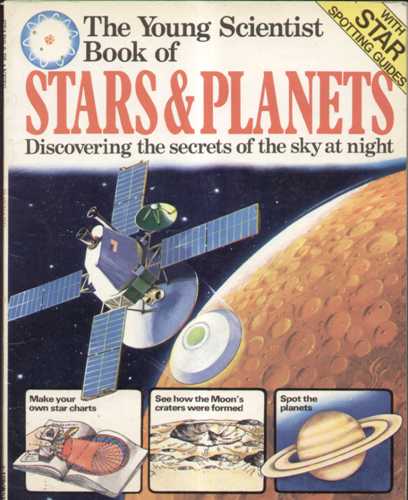 The Young Scientist
Book of
WITH
STAR
SPOTTING GUIDES
STARS & PLANETS
Discovering the secrets of the sky at night
Make your
own star charts
See how the Moon's
craters were formed
Spot the
planets